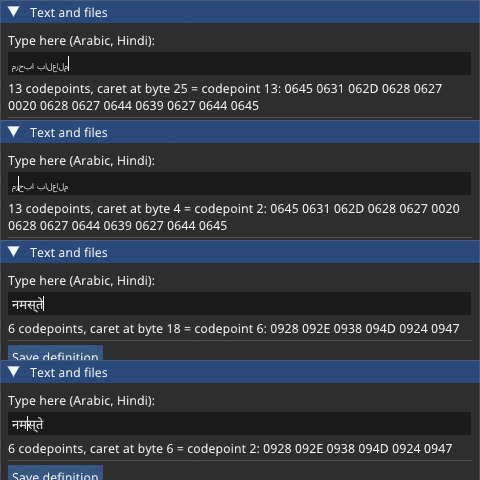 Text and files
Type here (Arabic, Hindi):
مرحبا بالعالم
13 codepoints, caret at byte 25 = codepoint 13: 0645 0631 062D 0628 0627
0020 0628 0627 0644 0639 0627 0644 0645
Text and files
Type here (Arabic, Hindi):
مرحبا بالعالم
13 codepoints, caret at byte 4 = codepoint 2: 0645 0631 062D 0628 0627 0020
0628 0627 0644 0639 0627 0644 0645
Text and files
Type here (Arabic, Hindi):
नमस्ते
6 codepoints, caret at byte 18 = codepoint 6: 0928 092E 0938 094D 0924 0947
Save definition
Text and files
Type here (Arabic, Hindi):
नमस्ते
6 codepoints, caret at byte 6 = codepoint 2: 0928 092E 0938 094D 0924 0947
Save definition